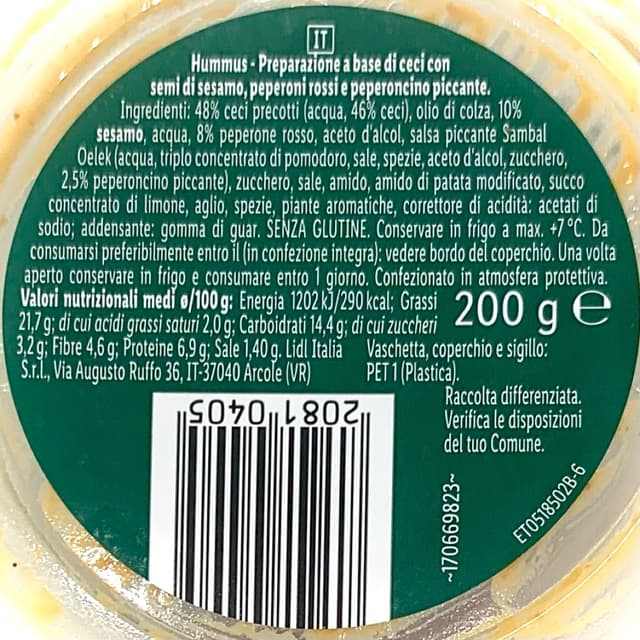 IT
Hummus - Preparazione a base di ceci con
semi di sesamo, peperoni rossi e peperoncino piccante.
Ingredienti: 48% ceci precotti (acqua, 46% ceci), olio di colza, 10%
sesamo, acqua, 8% peperone rosso, aceto d'alcol, salsa piccante Sambal
Oelek (acqua, triplo concentrato di pomodoro, sale, spezie, aceto d'alcol, zucchero,
2,5% peperoncino piccante), zucchero, sale, amido, amido di patata modificato, succo
concentrato di limone, aglio, spezie, piante aromatiche, correttore di acidità: acetati di
sodio; addensante: gomma di guar. SENZA GLUTINE. Conservare in frigo a max. +7°C. Da
consumarsi preferibilmente entro il (in confezione integra): vedere bordo del coperchio. Una volta
aperto conservare in frigo e consumare entro 1 giorno. Confezionato in atmosfera protettiva.
Valori nutrizionali medi ø/100 g: Energia 1202 kJ/290 kcal; Grassi
21,7 g; di cui acidi grassi saturi 2,0 g; Carboidrati 14,4 g; di cui zuccheri
3,2 g; Fibre 4,6 g; Proteine 6,9 g; Sale 1,40 g. Lidl Italia
S.r.l., Via Augusto Ruffo 36, IT-37040 Arcole (VR)
200 g e
Vaschetta, coperchio e sigillo:
PET 1 (Plastica).
Raccolta differenziata.
Verifica le disposizioni
del tuo Comune.
2081 0405
~170669823~
ET0518502B-6